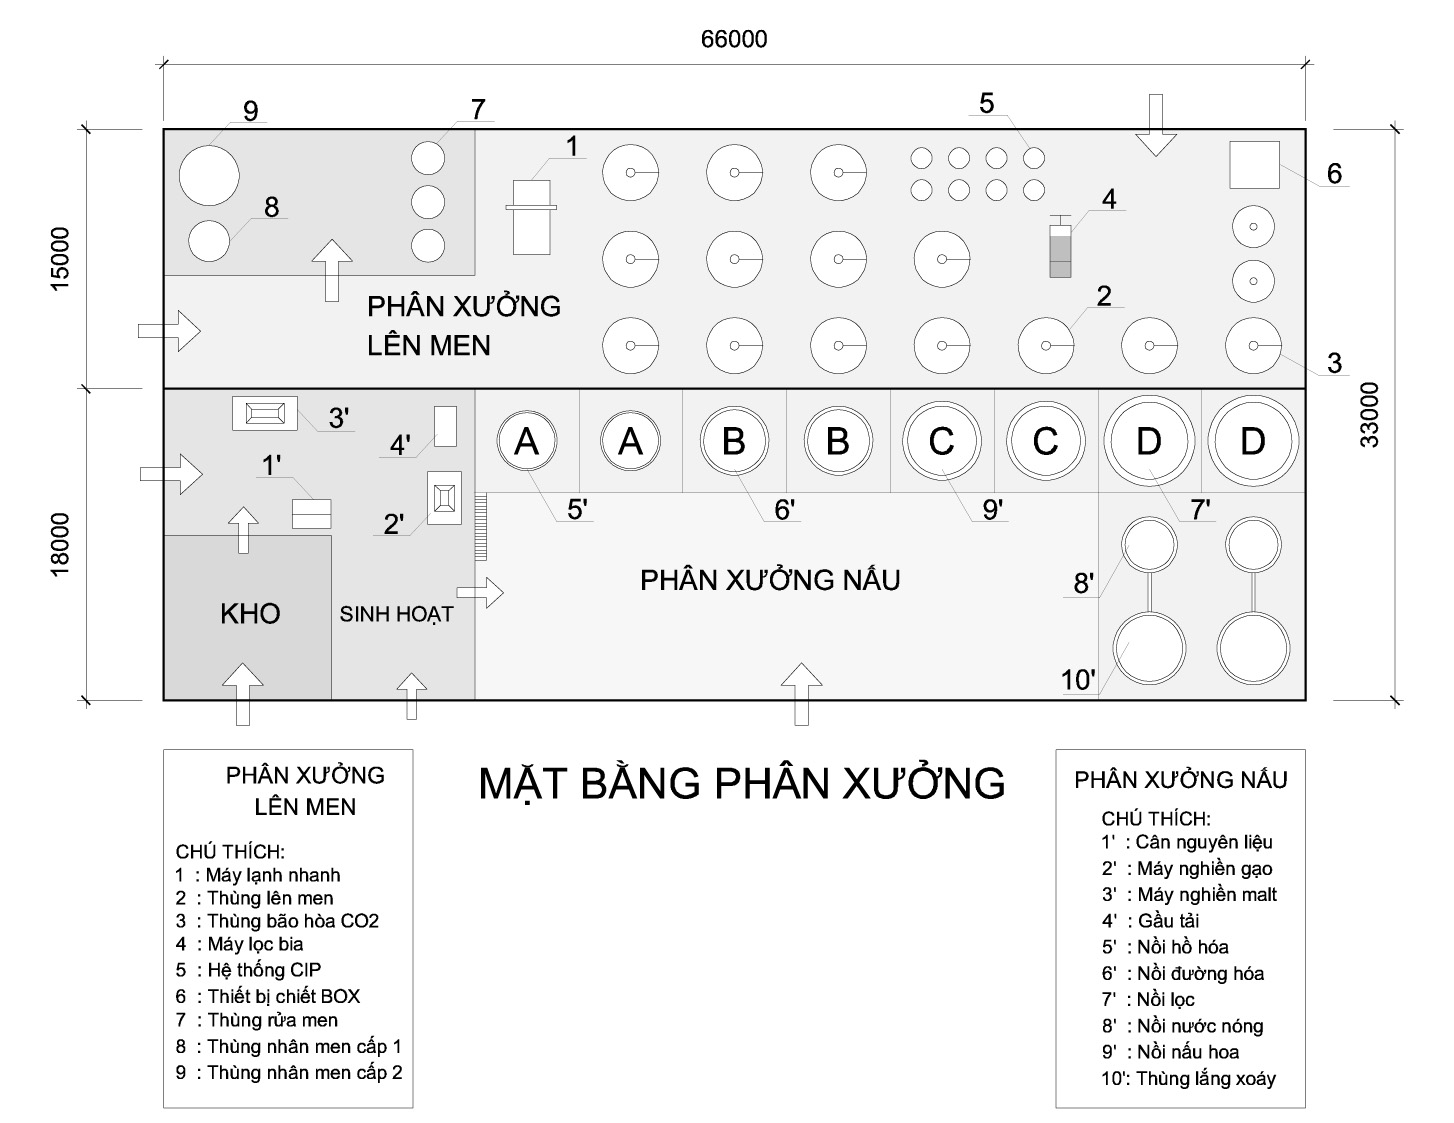 66000
9
7
5
1
6
8
4
15000
PHÂN XƯỞNG
LÊN MEN
2
3
33000
3'
4'
A
A
B
B
C
C
D
D
1'
2'
5'
6'
9'
7'
18000
PHÂN XƯỞNG NẤU
8'
KHO
SINH HOẠT
10'
MẶT BẰNG PHÂN XƯỞNG
PHÂN XƯỞNG
LÊN MEN
CHÚ THÍCH:
1 : Máy lạnh nhanh
2 : Thùng lên men
3 : Thùng bão hòa CO2
4 : Máy lọc bia
5 : Hệ thống CIP
6 : Thiết bị chiết BOX
7 : Thùng rửa men
8 : Thùng nhân men cấp 1
9 : Thùng nhân men cấp 2
PHÂN XƯỞNG NẤU
CHÚ THÍCH:
1' : Cân nguyên liệu
2' : Máy nghiền gạo
3' : Máy nghiền malt
4' : Gầu tải
5' : Nồi hồ hóa
6' : Nồi đường hóa
7' : Nồi lọc
8' : Nồi nước nóng
9' : Nồi nấu hoa
10': Thùng lắng xoáy